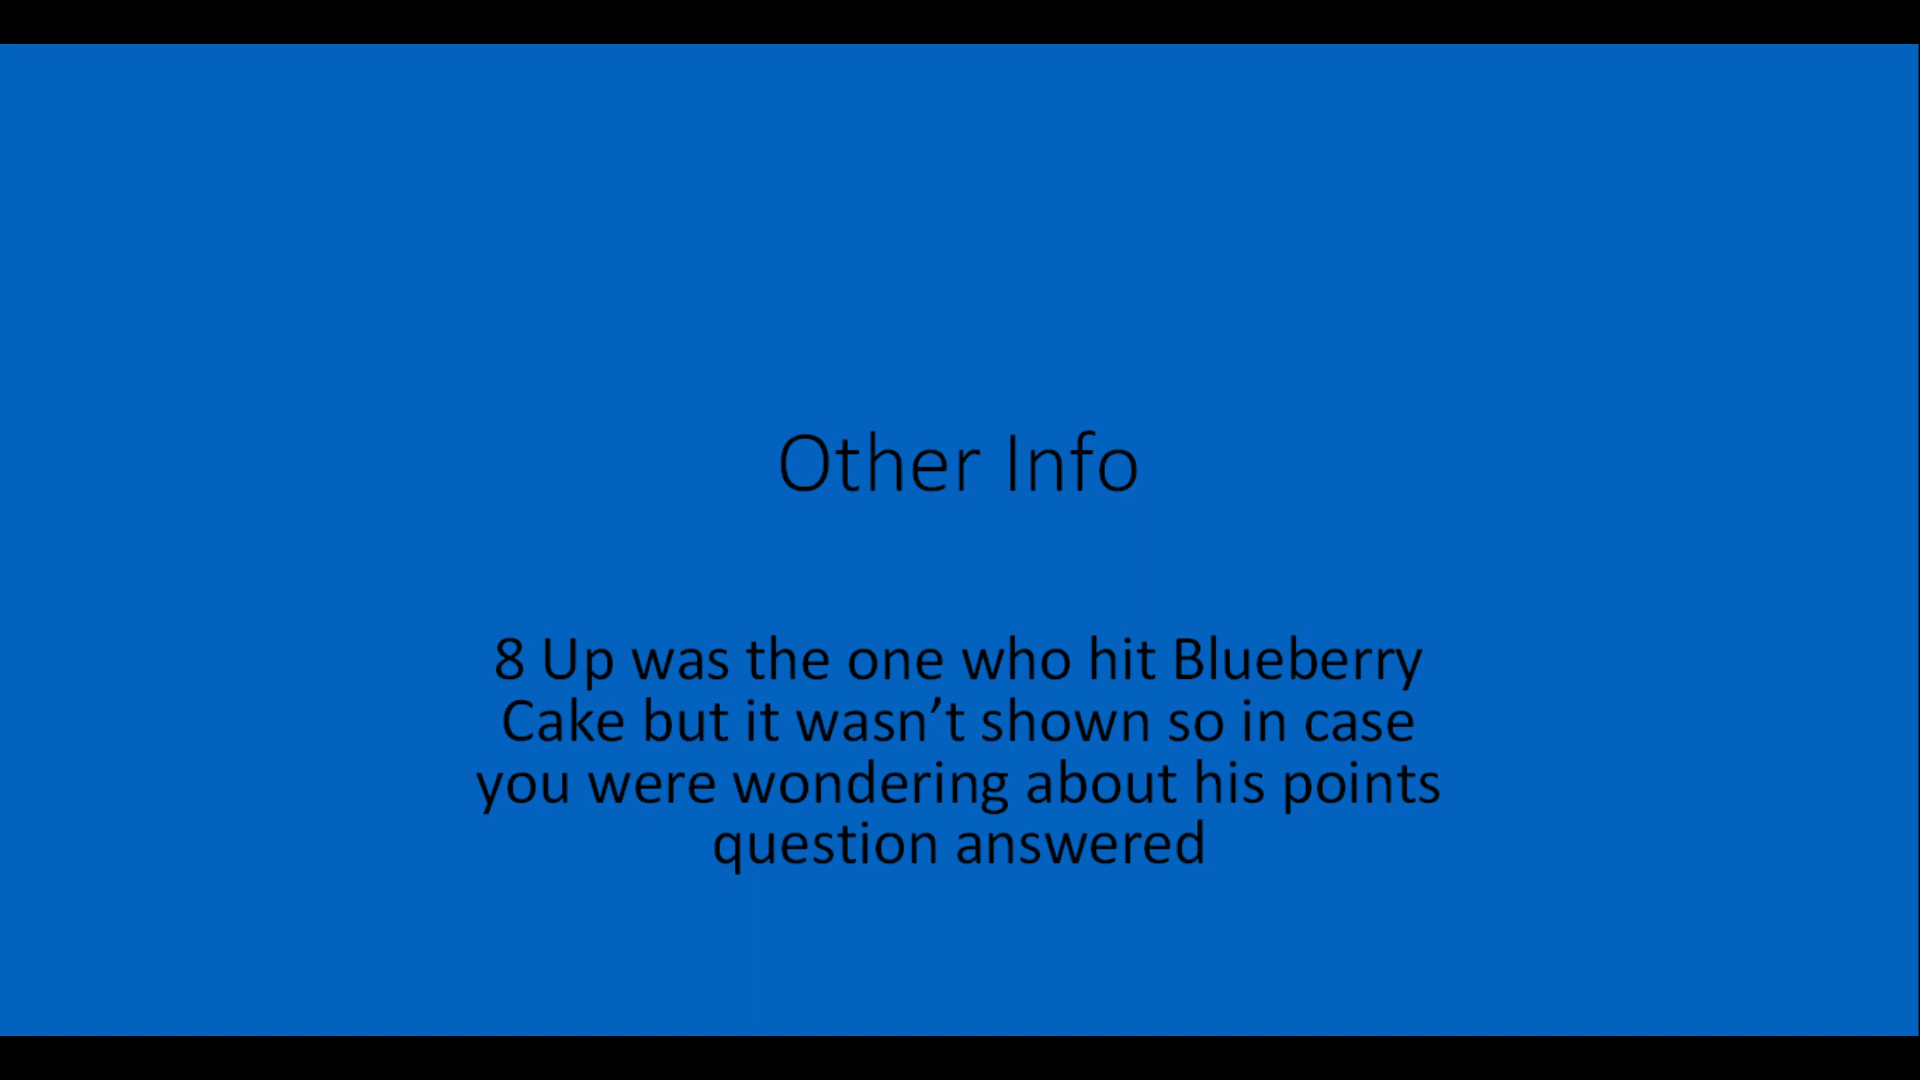 Other Info
8 Up was the one who hit Blueberry
Cake but it wasn’t shown so in case
you were wondering about his points
question answered